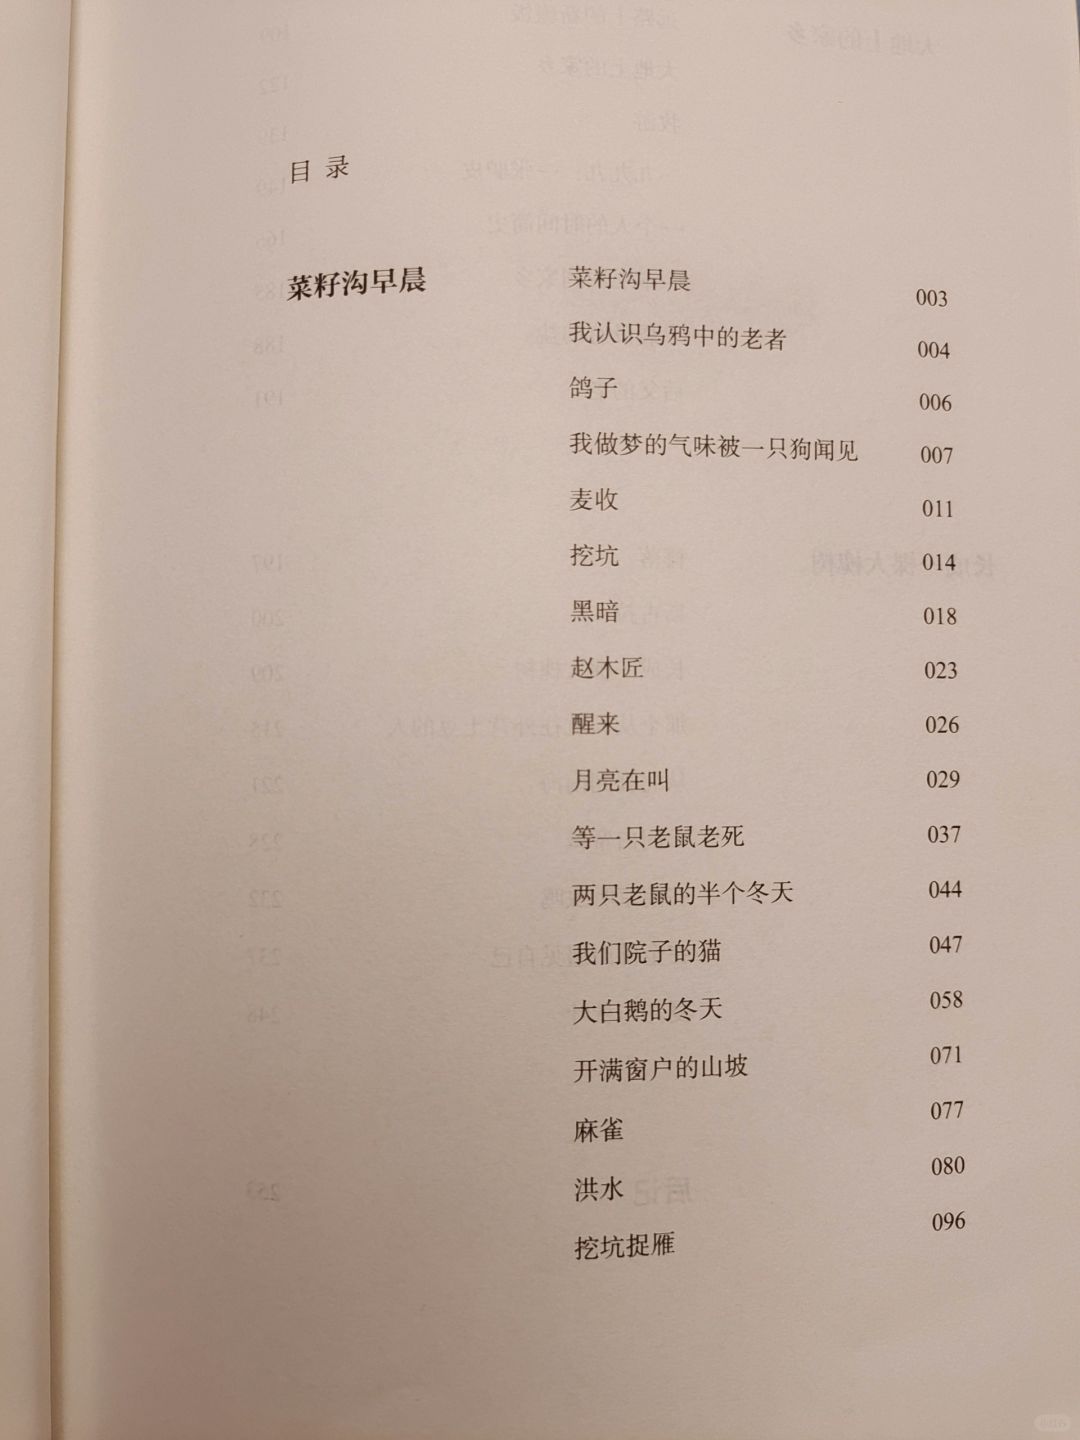 目 录
菜籽沟早晨
菜籽沟早晨 003
我认识乌鸦中的老者 004
鸽子 006
我做梦的气味被一只狗闻见 007
麦收 011
挖坑 014
黑暗 018
赵木匠 023
醒来 026
月亮在叫 029
等一只老鼠老死 037
两只老鼠的半个冬天 044
我们院子的猫 047
大白鹅的冬天 058
开满窗户的山坡 071
麻雀 077
洪水 080
挖坑捉雁 096